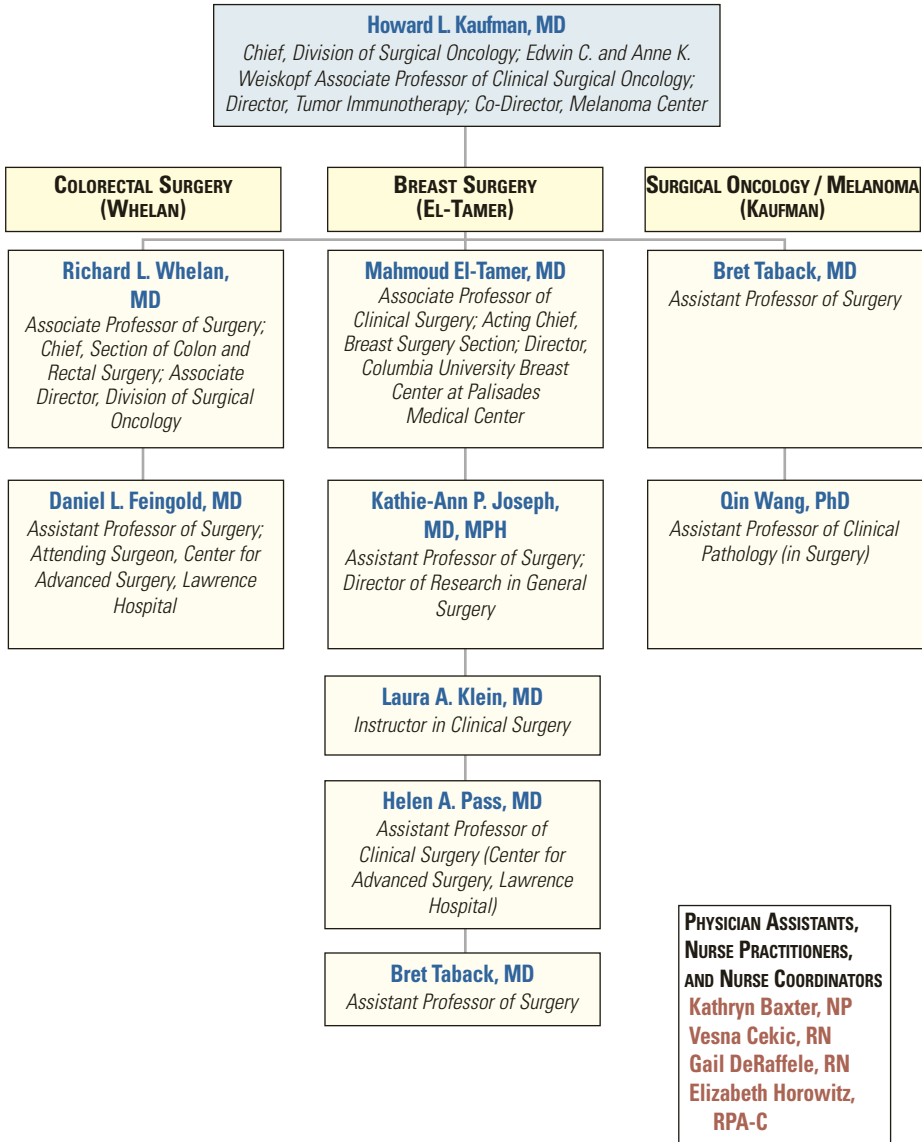 Howard L. Kaufman, MD
Chief, Division of Surgical Oncology; Edwin C. and Anne K.
Weiskopf Associate Professor of Clinical Surgical Oncology;
Director, Tumor Immunotherapy; Co-Director, Melanoma Center
COLORECTAL SURGERY
(WHELAN)
Richard L. Whelan,
MD
Associate Professor of Surgery;
Chief, Section of Colon and
Rectal Surgery; Associate
Director, Division of Surgical
Oncology
Daniel L. Feingold, MD
Assistant Professor of Surgery;
Attending Surgeon, Center for
Advanced Surgery, Lawrence
Hospital
BREAST SURGERY
(EL-TAMER)
Mahmoud El-Tamer, MD
Associate Professor of
Clinical Surgery; Acting Chief,
Breast Surgery Section; Director,
Columbia University Breast
Center at Palisades
Medical Center
Kathie-Ann P. Joseph,
MD, MPH
Assistant Professor of Surgery;
Director of Research in General
Surgery
Laura A. Klein, MD
Instructor in Clinical Surgery
Helen A. Pass, MD
Assistant Professor of
Clinical Surgery (Center for
Advanced Surgery, Lawrence
Hospital)
Bret Taback, MD
Assistant Professor of Surgery
SURGICAL ONCOLOGY / MELANOMA
(KAUFMAN)
Bret Taback, MD
Assistant Professor of Surgery
Qin Wang, PhD
Assistant Professor of Clinical
Pathology (in Surgery)
PHYSICIAN ASSISTANTS,
NURSE PRACTITIONERS,
AND NURSE COORDINATORS
Kathryn Baxter, NP
Vesna Cekic, RN
Gail DeRaffele, RN
Elizabeth Horowitz,
RPA-C